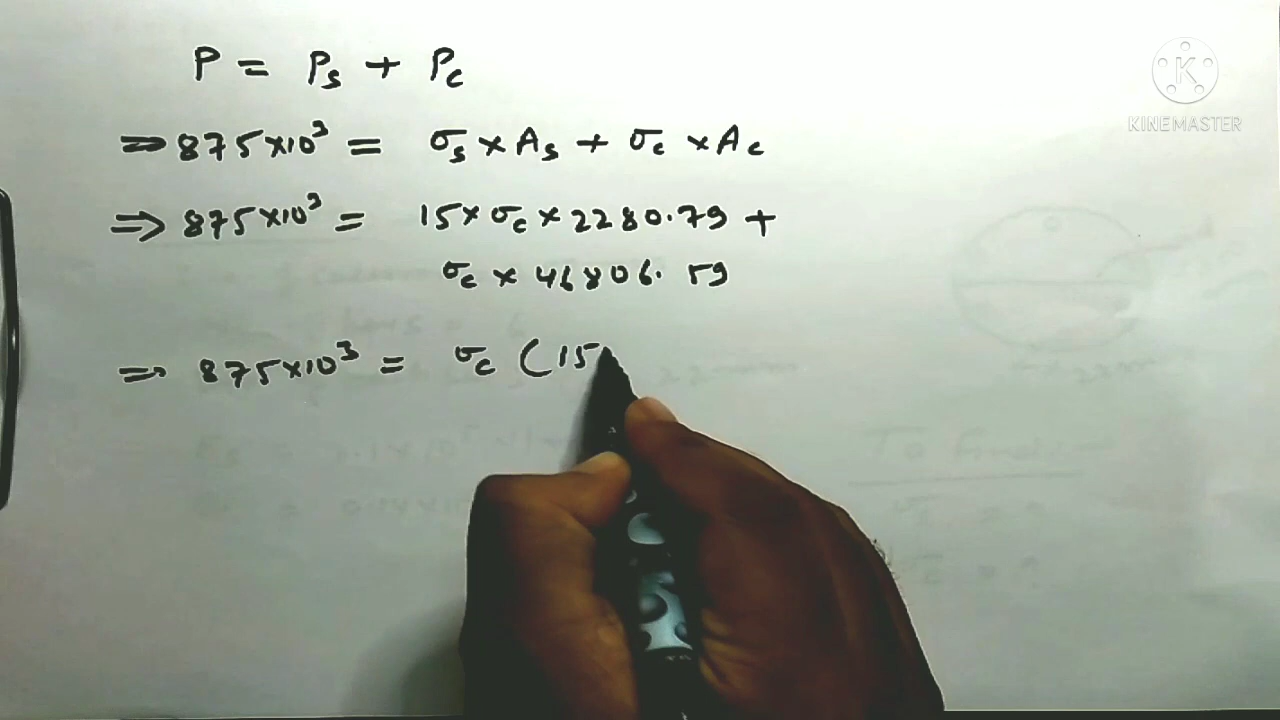 P = Ps + Pc
⇒ 875×10³ = σs × As + σc × Ac
⇒ 875×10³ = 15 × σc × 2280.79 +
σc × 46806.59
⇒ 875×10³ = σc (15
K
KINEMASTER